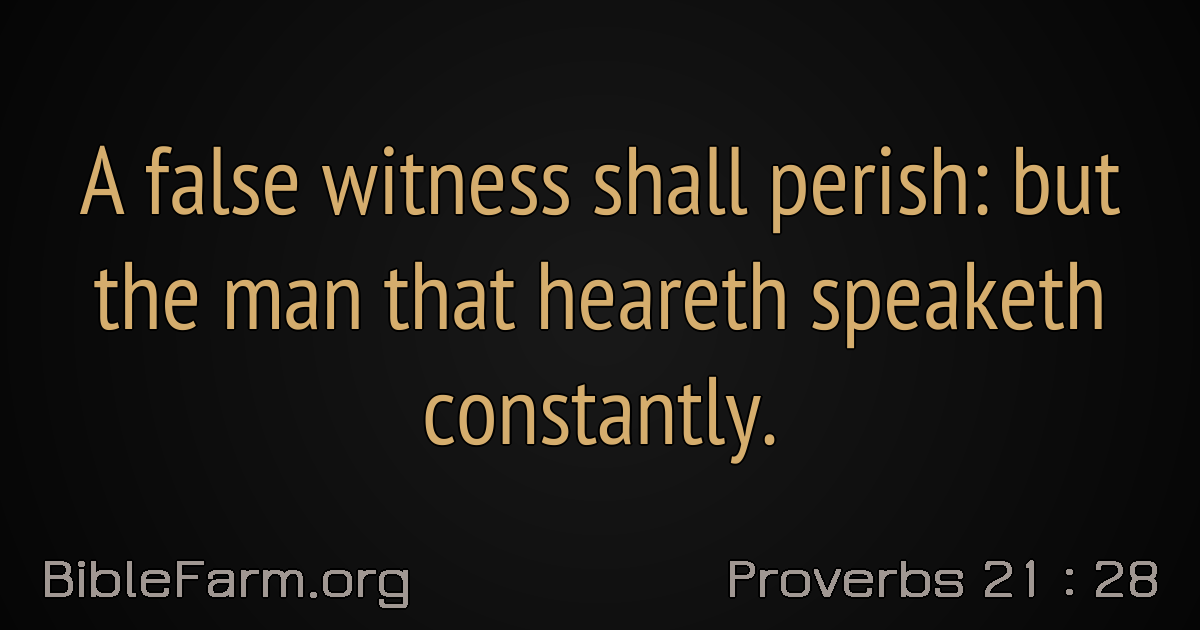 A false witness shall perish: but
the man that heareth speaketh
constantly.
BibleFarm.org
Proverbs 21 : 28